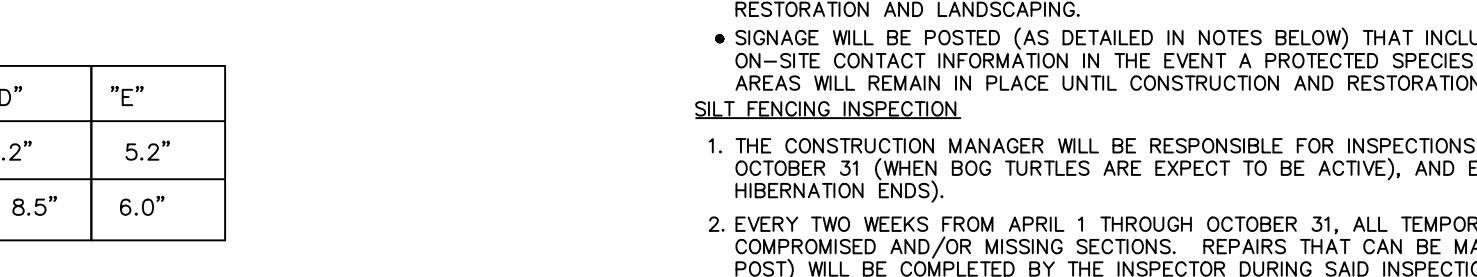 D" "E"
.2" 5.2"
8.5" 6.0"
RESTORATION AND LANDSCAPING.
● SIGNAGE WILL BE POSTED (AS DETAILED IN NOTES BELOW) THAT INCLU
ON-SITE CONTACT INFORMATION IN THE EVENT A PROTECTED SPECIES
AREAS WILL REMAIN IN PLACE UNTIL CONSTRUCTION AND RESTORATION
SILT FENCING INSPECTION
1. THE CONSTRUCTION MANAGER WILL BE RESPONSIBLE FOR INSPECTIONS
OCTOBER 31 (WHEN BOG TURTLES ARE EXPECT TO BE ACTIVE), AND E
HIBERNATION ENDS).
2. EVERY TWO WEEKS FROM APRIL 1 THROUGH OCTOBER 31, ALL TEMPOR
COMPROMISED AND/OR MISSING SECTIONS. REPAIRS THAT CAN BE MA
POST) WILL BE COMPLETED BY THE INSPECTOR DURING SAID INSPECTIO